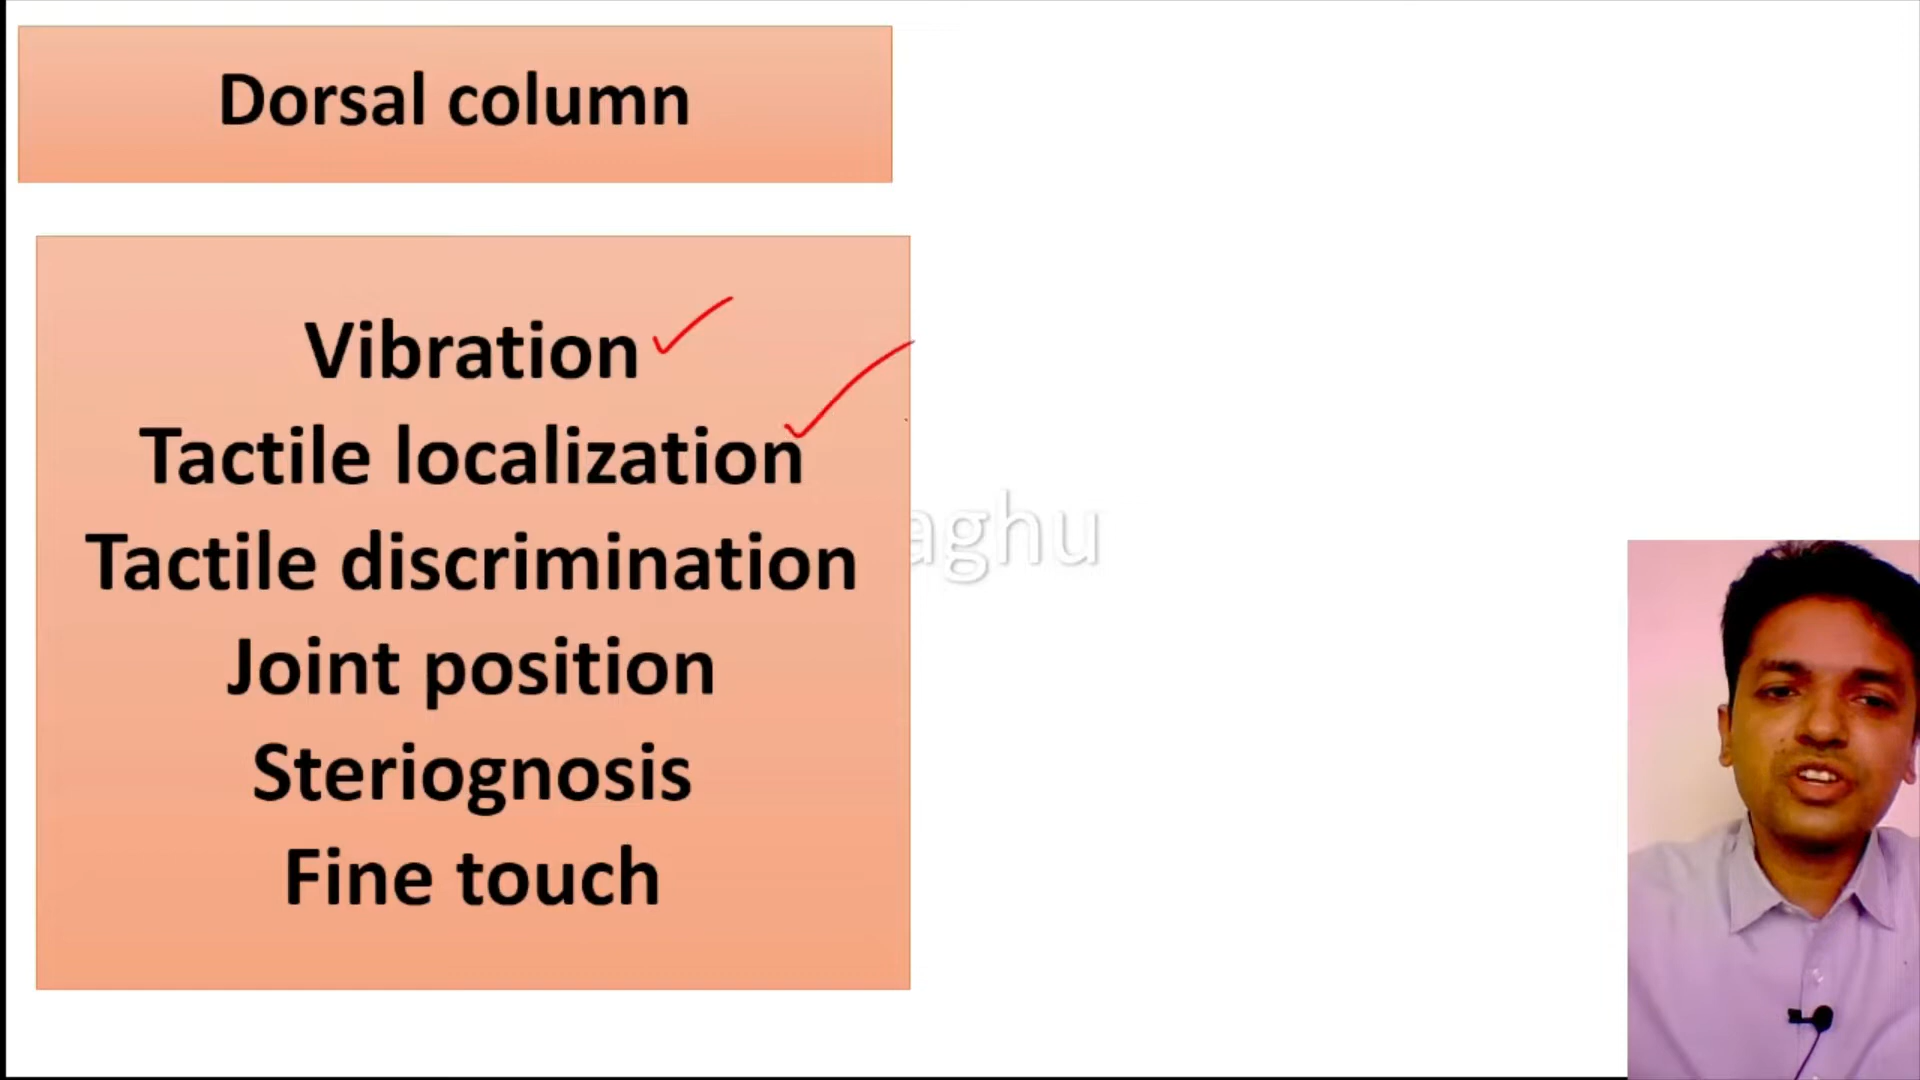 Dorsal column
Vibration
Tactile localization
Tactile discrimination
Joint position
Steriognosis
Fine touch
aghu